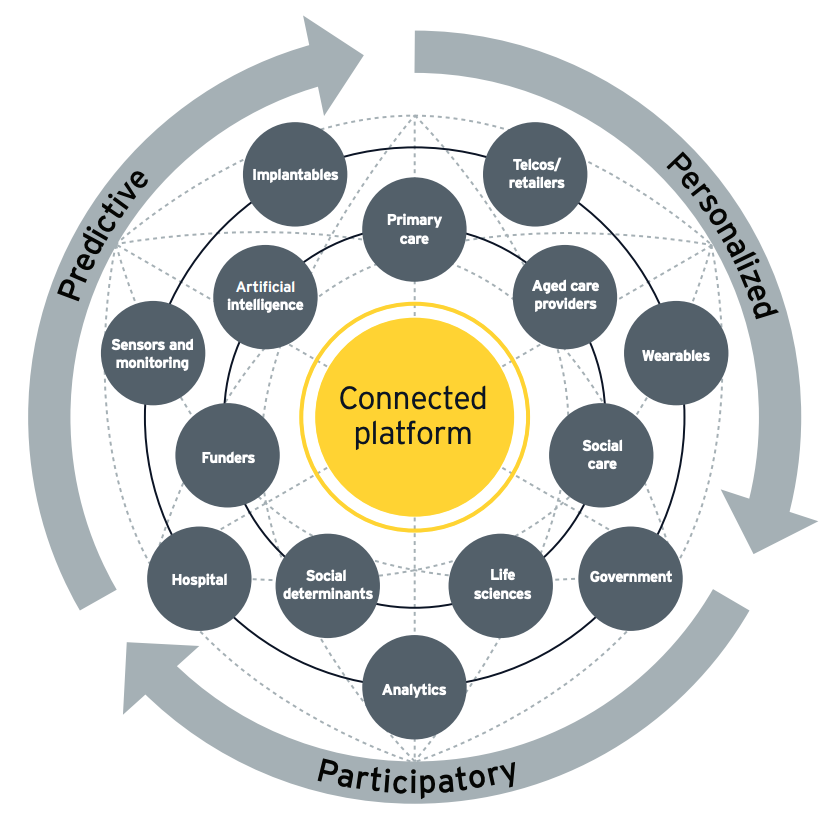 Implantables
Telcos/
retailers
Primary
care
Predictive
Personalized
Artificial
intelligence
Aged care
providers
Sensors and
monitoring
Wearables
Connected
platform
Funders
Social
care
Hospital
Social
determinants
Life
sciences
Government
Analytics
Participatory